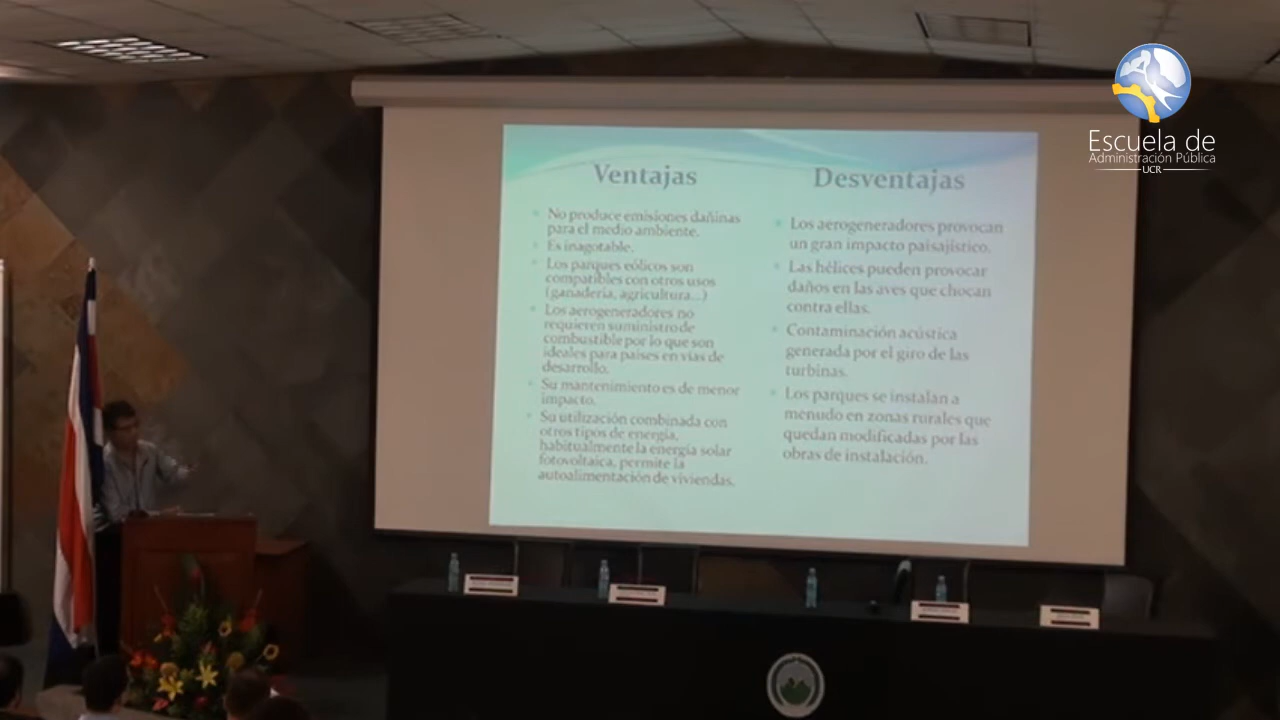 Escuela de
Administración Pública
UCR
Ventajas
No produce emisiones dañinas
para el medio ambiente.
Es inagotable.
Los parques eólicos son
compatibles con otros usos
(ganadería, agricultura...)
Los aerogeneradores no
requieren suministro de
combustible por lo que son
ideales para países en vías de
desarrollo.
Su mantenimiento es de menor
impacto.
Su utilización combinada con
otros tipos de energía,
habitualmente la energía solar
fotovoltaica, permite la
autoalimentación de viviendas.
Desventajas
Los aerogeneradores provocan
un gran impacto paisajístico.
Las hélices pueden provocar
daños en las aves que chocan
contra ellas.
Contaminación acústica
generada por el giro de las
turbinas.
Los parques se instalan a
menudo en zonas rurales que
quedan modificadas por las
obras de instalación.